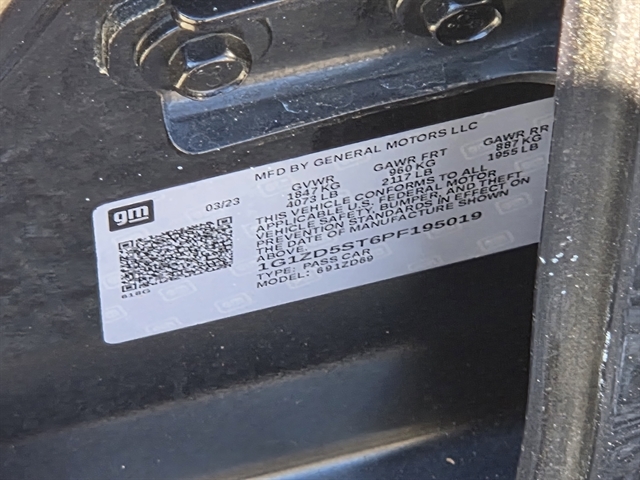 MFD BY GENERAL MOTORS LLC
gm
03/23
GVWR GAWR FRT GAWR RR
1847 KG 960 KG 887 KG
4073 LB 2117 LB 1955 LB
THIS VEHICLE CONFORMS TO ALL
APPLICABLE U.S. FEDERAL MOTOR
VEHICLE SAFETY, BUMPER, AND THEFT
PREVENTION STANDARDS IN EFFECT ON
THE DATE OF MANUFACTURE SHOWN
ABOVE.
1G1ZD5ST6PF195019
TYPE: PASS CAR
MODEL: 691ZD69